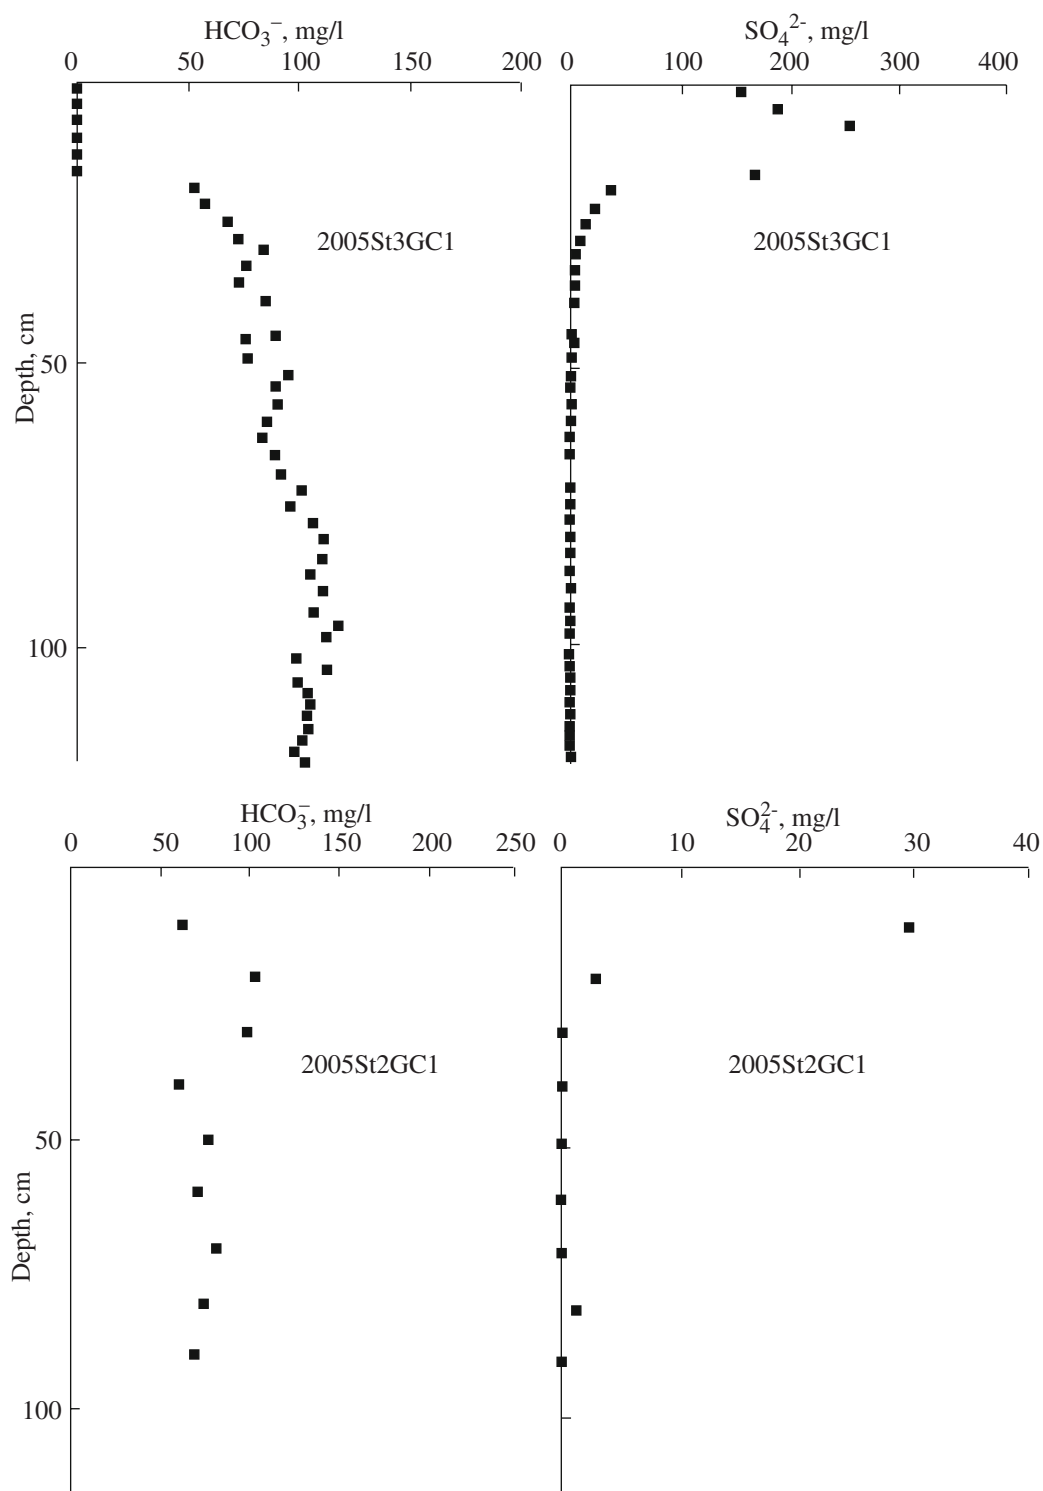 HCO₃⁻, mg/l
0 50 100 150 200
SO₄²⁻, mg/l
0 100 200 300 400
2005St3GC1
2005St3GC1
Depth, cm
50
100
HCO₃⁻, mg/l
0 50 100 150 200 250
SO₄²⁻, mg/l
0 10 20 30 40
2005St2GC1
2005St2GC1
Depth, cm
50
100